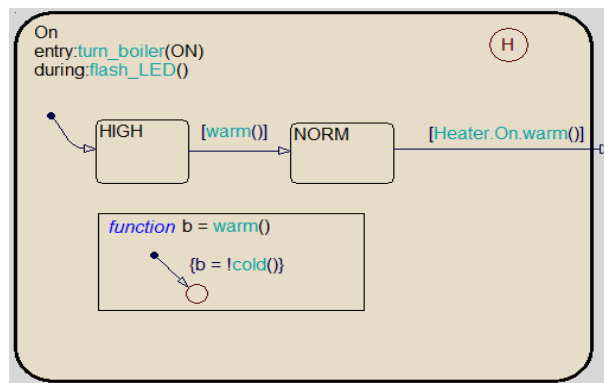 On
entry:turn_boiler(ON)
during:flash_LED()
H
HIGH
[warm()]
NORM
[Heater.On.warm()]
function b = warm()
{b = !cold()}